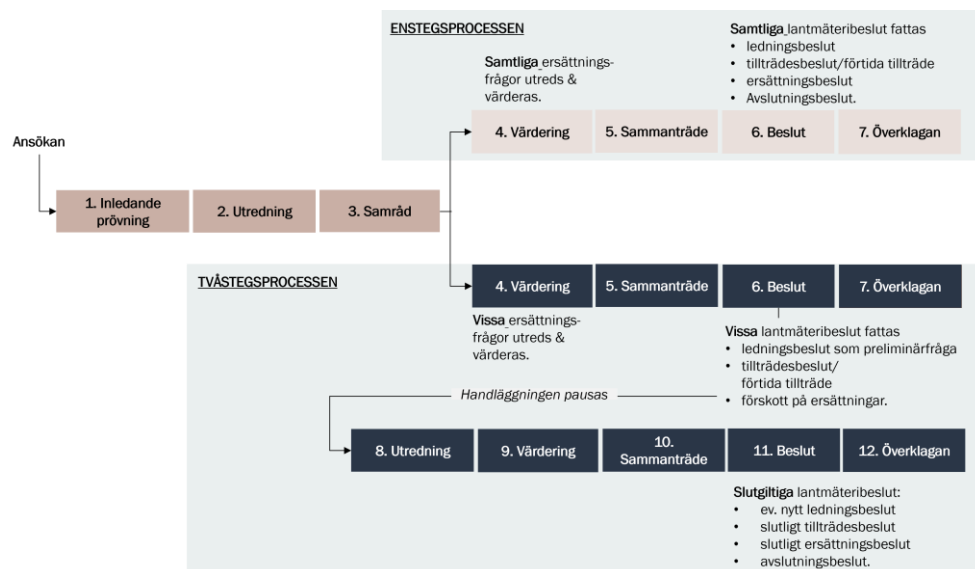 ENSTEGSPROCESSEN
Samtliga ersättnings-
frågor utreds &
värderas.
Samtliga lantmäteribeslut fattas
• ledningsbeslut
• tillträdesbeslut/förtida tillträde
• ersättningsbeslut
• Avslutningsbeslut.
4. Värdering
5. Sammanträde
6. Beslut
7. Överklagan
Ansökan
1. Inledande
prövning
2. Utredning
3. Samråd
TVÅSTEGSPROCESSEN
4. Värdering
5. Sammanträde
6. Beslut
7. Överklagan
Vissa ersättnings-
frågor utreds &
värderas.
Vissa lantmäteribeslut fattas
• ledningsbeslut som preliminärfråga
• tillträdesbeslut/
förtida tillträde
• förskott på ersättningar.
Handläggningen pausas
8. Utredning
9. Värdering
10.
Sammanträde
11. Beslut
12. Överklagan
Slutgiltiga lantmäteribeslut:
• ev. nytt ledningsbeslut
• slutligt tillträdesbeslut
• slutligt ersättningsbeslut
• avslutningsbeslut.